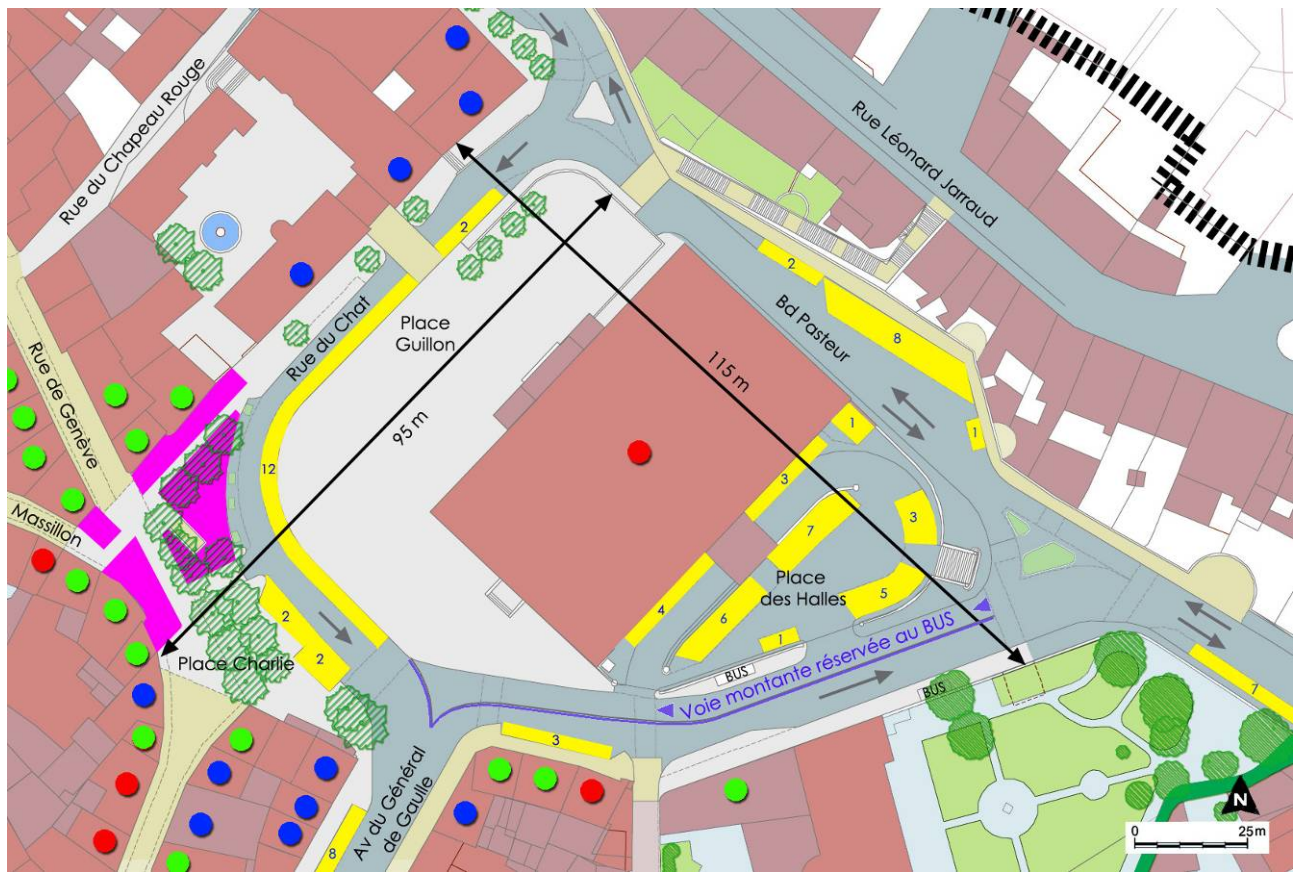 Rue du Chapeau Rouge
Rue Léonard Jarraud
2
2
Rue du Chat
Place
Guillon
Bd Pasteur
8
115 m
Rue de Genève
95 m
1
1
12
3
Massillon
7
3
Place
des Halles
4
6
5
2
1
2
Place Charlie
BUS
Voie montante réservée au BUS
BUS
7
3
Av du Général
de Gaulle
8
N
0
25m